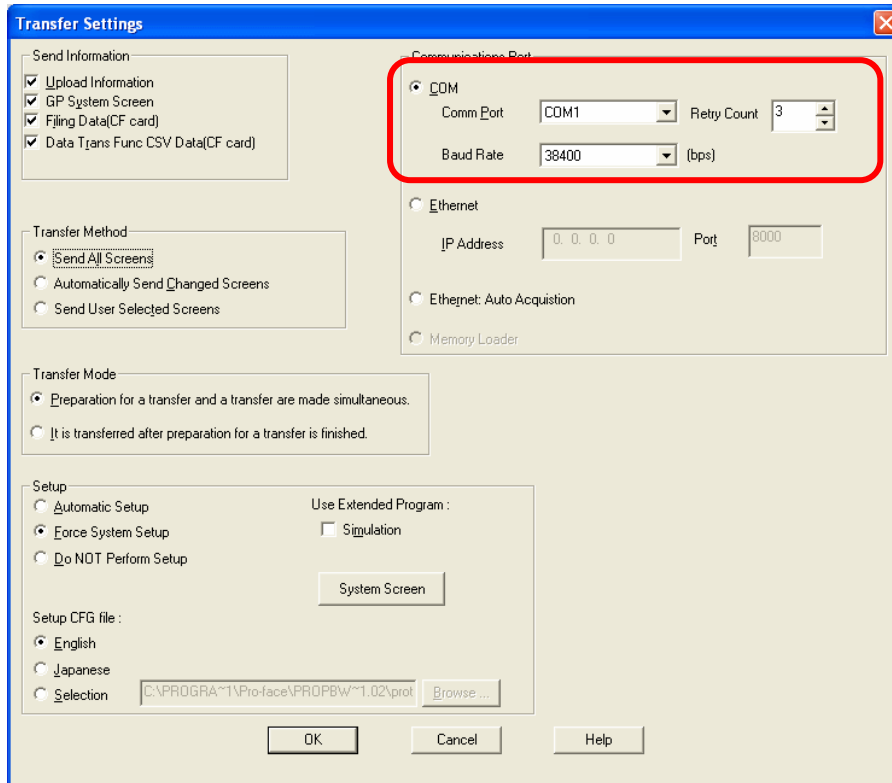 Transfer Settings
Send Information
Upload Information
GP System Screen
Filing Data(CF card)
Data Trans Func CSV Data(CF card)
Transfer Method
Send All Screens
Automatically Send Changed Screens
Send User Selected Screens
Communications Port
COM
Comm Port COM1 Retry Count 3
Baud Rate 38400 (bps)
Ethernet
IP Address 0. 0. 0. 0 Port 8000
Ethernet: Auto Acquistion
Memory Loader
Transfer Mode
Preparation for a transfer and a transfer are made simultaneous.
It is transferred after preparation for a transfer is finished.
Setup
Automatic Setup
Force System Setup
Do NOT Perform Setup
Use Extended Program :
Simulation
System Screen
Setup CFG file :
English
Japanese
Selection C:\PROGRA~1\Pro-face\PROPBW~1.02\prot Browse ...
OK Cancel Help